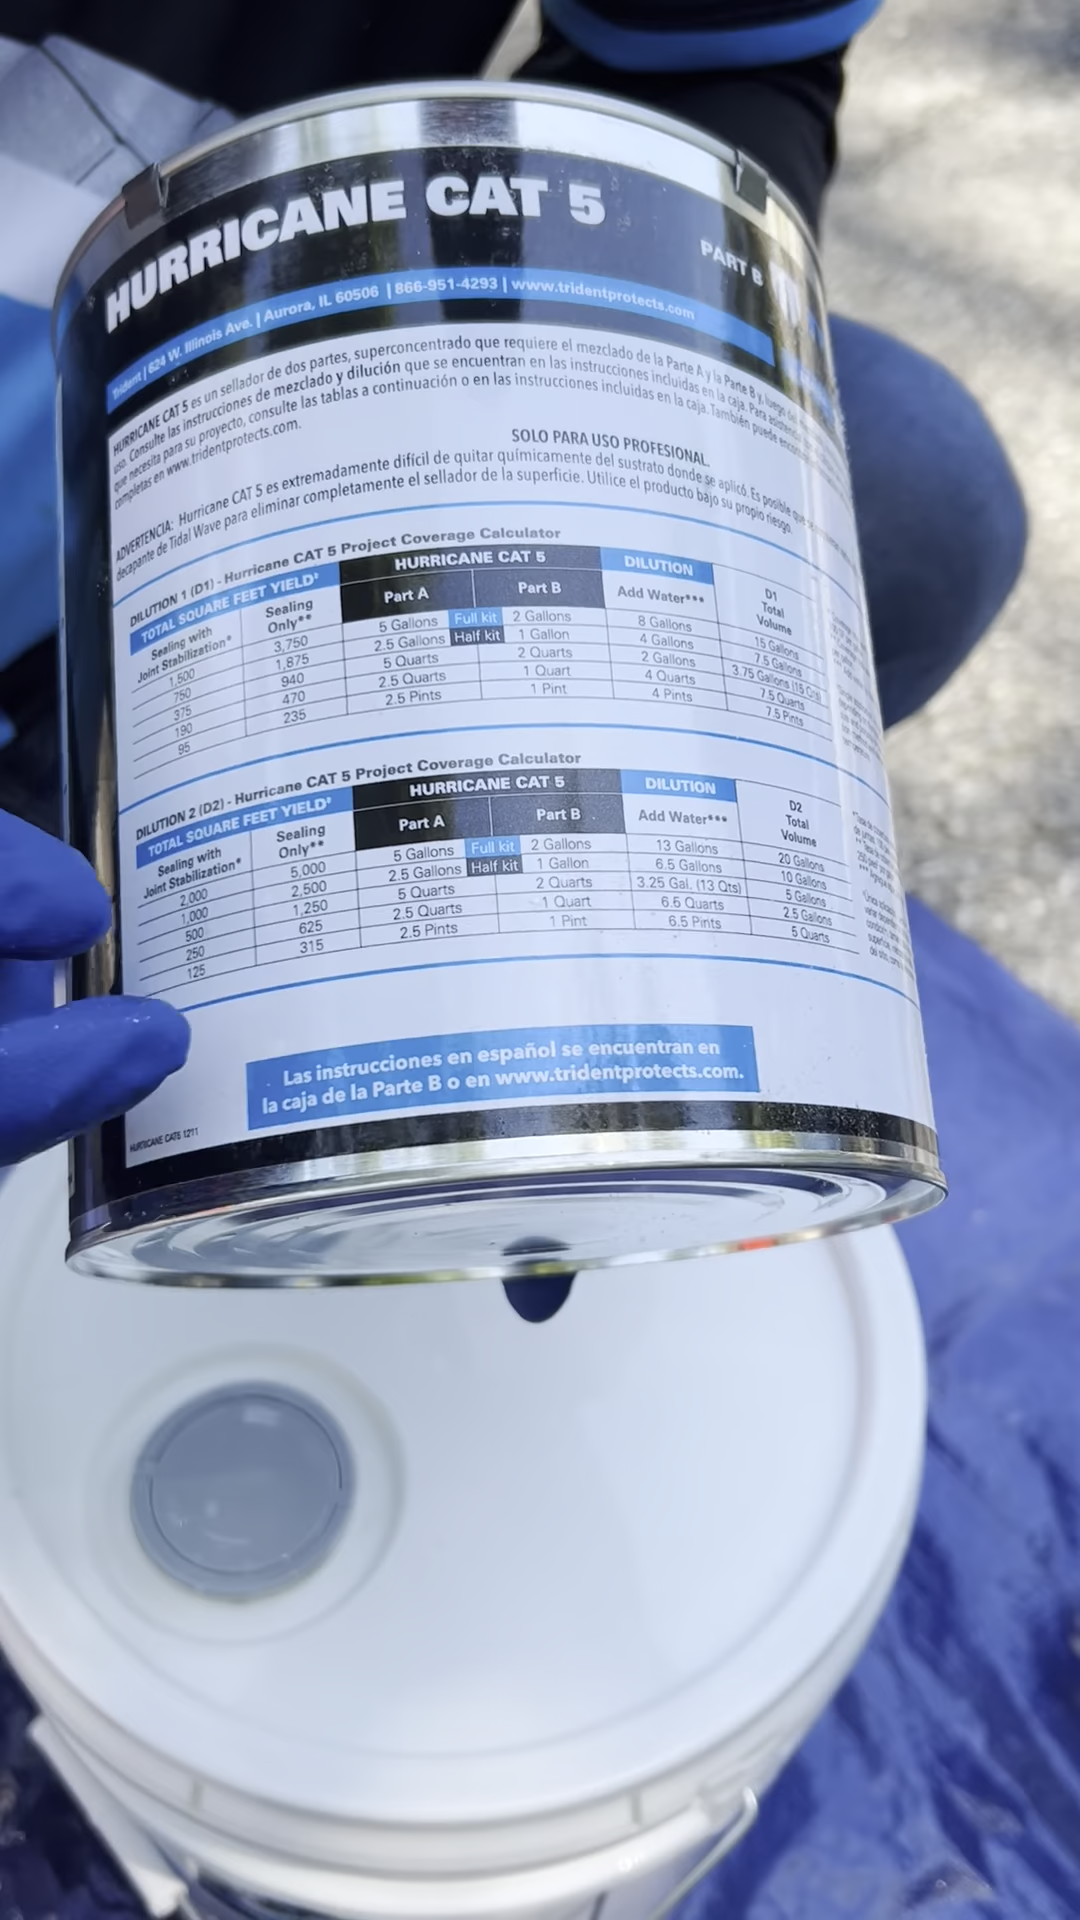 HURRICANE CAT 5
PART B
Trident | 624 W. Illinois Ave. | Aurora, IL 60506 | 866-951-4293 | www.tridentprotects.com
HURRICANE CAT 5 es un sellador de dos partes, superconcentrado que requiere el mezclado de la Parte A y la Parte B y, luego
uso. Consulte las instrucciones de mezclado y dilución que se encuentran en las instrucciones incluidas en la caja. Para
que necesita para su proyecto, consulte las tablas a continuación o en las instrucciones incluidas en la caja. También puede
completas en www.tridentprotects.com.
SOLO PARA USO PROFESIONAL.
ADVERTENCIA: Hurricane CAT 5 es extremadamente difícil de quitar químicamente del sustrato donde se aplicó. Es posible que
decapante de Tidal Wave para eliminar completamente el sellador de la superficie. Utilice el producto bajo su propio riesgo.
DILUTION 1 (D1) - Hurricane CAT 5 Project Coverage Calculator
TOTAL SQUARE FEET YIELD† HURRICANE CAT 5 DILUTION D1 Total Volume
Sealing with Joint Stabilization* Sealing Only** Part A Part B Add Water***
1,500 3,750 5 Gallons Full kit 2 Gallons 8 Gallons 15 Gallons
750 1,875 2.5 Gallons Half kit 1 Gallon 4 Gallons 7.5 Gallons
375 940 5 Quarts 2 Quarts 2 Gallons 3.75 Gallons (15 Qts)
190 470 2.5 Quarts 1 Quart 4 Quarts 7.5 Quarts
95 235 2.5 Pints 1 Pint 4 Pints 7.5 Pints
DILUTION 2 (D2) - Hurricane CAT 5 Project Coverage Calculator
TOTAL SQUARE FEET YIELD† HURRICANE CAT 5 DILUTION D2 Total Volume
Sealing with Joint Stabilization* Sealing Only** Part A Part B Add Water***
2,000 5,000 5 Gallons Full kit 2 Gallons 13 Gallons 20 Gallons
1,000 2,500 2.5 Gallons Half kit 1 Gallon 6.5 Gallons 10 Gallons
500 1,250 5 Quarts 2 Quarts 3.25 Gal. (13 Qts) 5 Gallons
250 625 2.5 Quarts 1 Quart 6.5 Quarts 2.5 Gallons
125 315 2.5 Pints 1 Pint 6.5 Pints 5 Quarts
Las instrucciones en español se encuentran en
la caja de la Parte B o en www.tridentprotects.com.
HURRICANE CAT5 1211